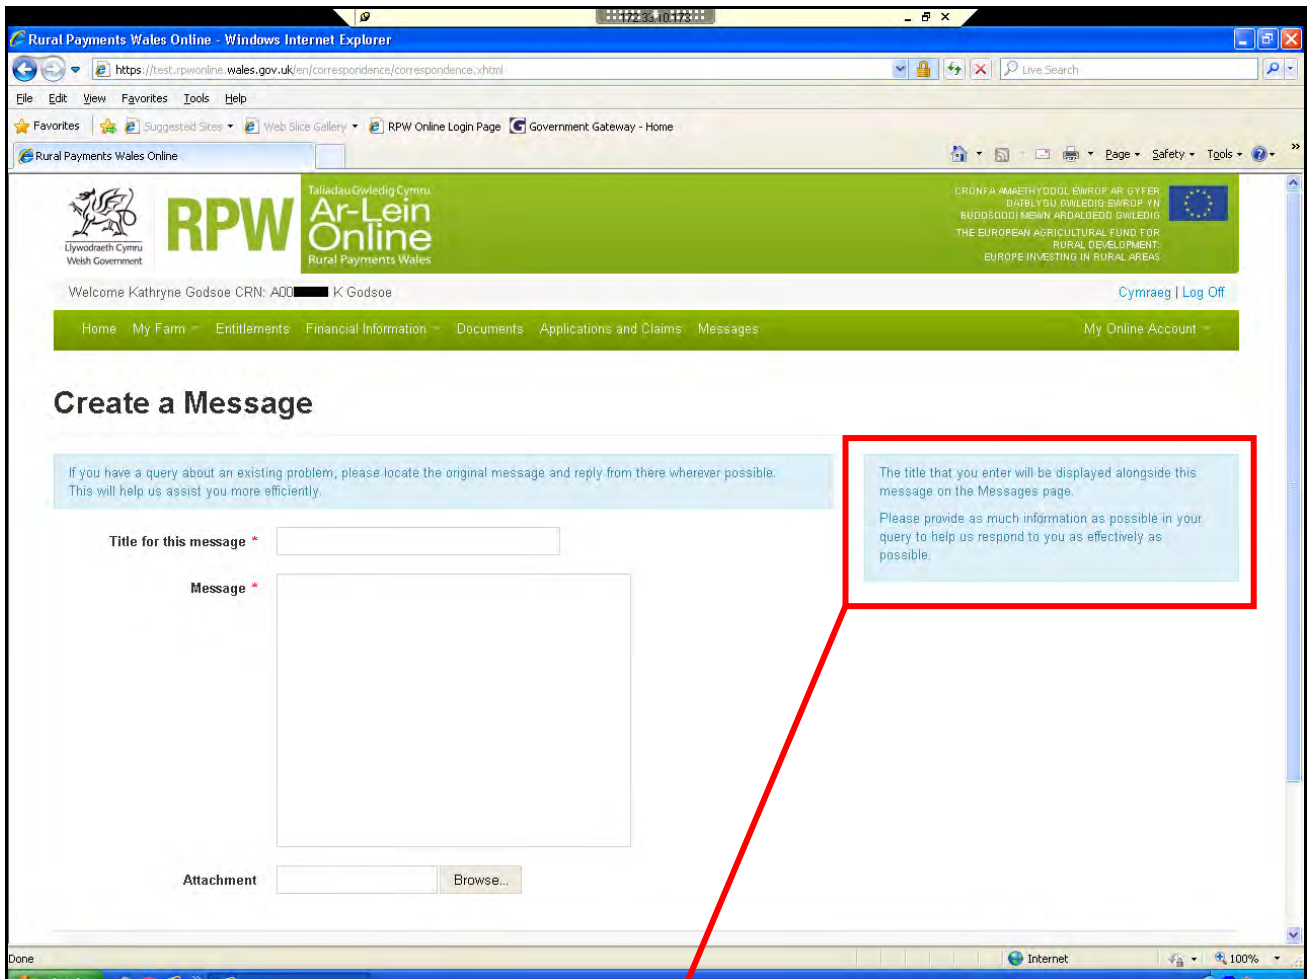 172.33.10.173
Rural Payments Wales Online - Windows Internet Explorer
https://test.rpwonline.wales.gov.uk/en/correspondence/correspondence.xhtml
Live Search
File Edit View Favorites Tools Help
Favorites Suggested Sites Web Slice Gallery RPW Online Login Page Government Gateway - Home
Rural Payments Wales Online
Page Safety Tools »
Llywodraeth Cymru
Welsh Government
RPW
Taliadau Gwledig Cymru
Ar-Lein
Online
Rural Payments Wales
CRONFA AMAETHYDDOL EWROP AR GYFER
DATBLYGU GWLEDIG EWROP YN
BUDDSODDI MEWN ARDALOEDD GWLEDIG
THE EUROPEAN AGRICULTURAL FUND FOR
RURAL DEVELOPMENT:
EUROPE INVESTING IN RURAL AREAS
Welcome Kathryne Godsoe CRN: A00 K Godsoe
Cymraeg | Log Off
Home My Farm Entitlements Financial Information Documents Applications and Claims Messages My Online Account
Create a Message
If you have a query about an existing problem, please locate the original message and reply from there wherever possible.
This will help us assist you more efficiently.
The title that you enter will be displayed alongside this
message on the Messages page.
Please provide as much information as possible in your
query to help us respond to you as effectively as
possible.
Title for this message *
Message *
Attachment Browse...
Done Internet 100%